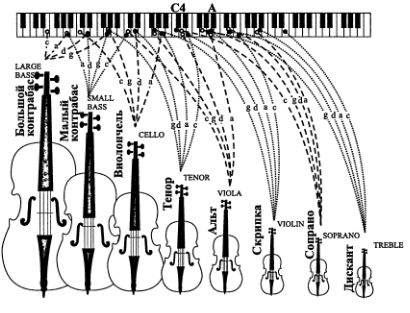 C4 A
LARGE
BASS
Большой
контрабас
SMALL
BASS
Малый
контрабас
CELLO
Виолончель
TENOR
Тенор
VIOLA
Альт
VIOLIN
Скрипка
SOPRANO
Сопрано
TREBLE
Дискант
c g d a
g d a c
g d a c
c g d a
g d a c